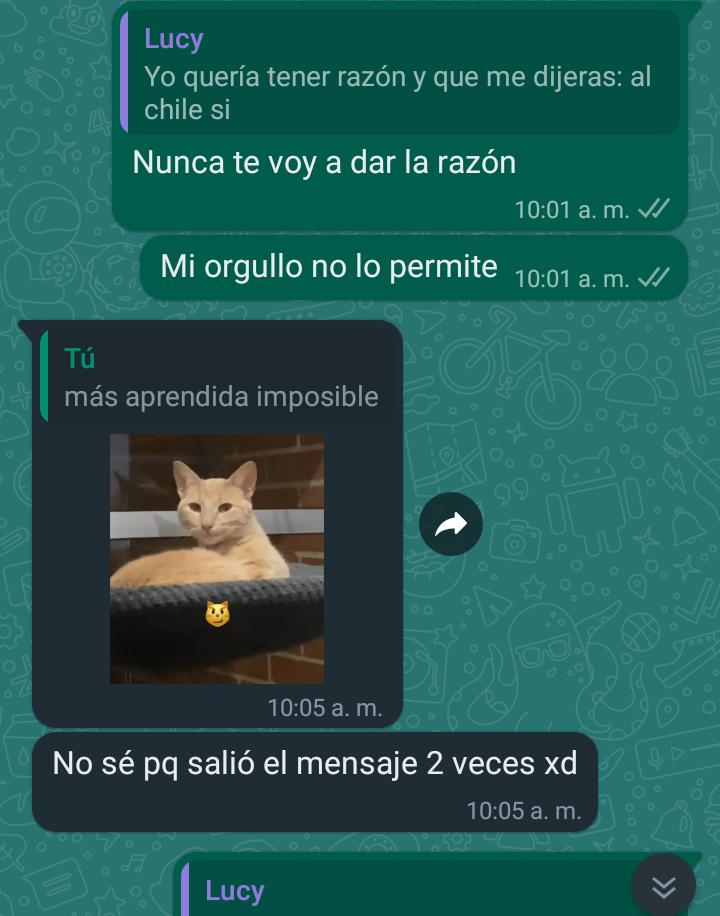 Lucy
Yo quería tener razón y que me dijeras: al
chile si
Nunca te voy a dar la razón
10:01 a. m.
Mi orgullo no lo permite
10:01 a. m.
Tú
más aprendida imposible
10:05 a. m.
No sé pq salió el mensaje 2 veces xd
10:05 a. m.
Lucy